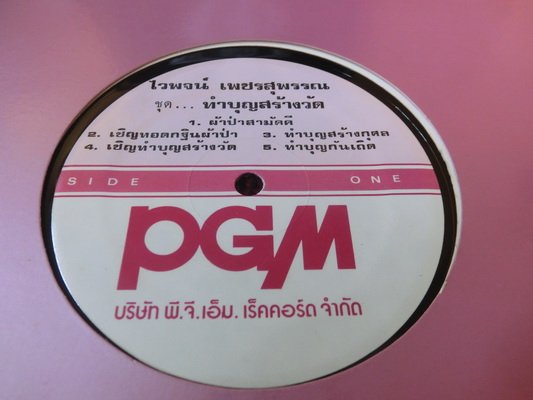 ไวพจน์ เพชรสุพรรณ
ชุด... ทำบุญสร้างวัด
1. ผ้าป่าสามัคคี
2. เชิญทอดกฐินผ้าป่า 3. ทำบุญสร้างกุศล
4. เชิญทำบุญสร้างวัด 5. ทำบุญกันเถิด
SIDE ONE
PGM
บริษัท พี.จี.เอ็ม. เร็คคอร์ด จำกัด